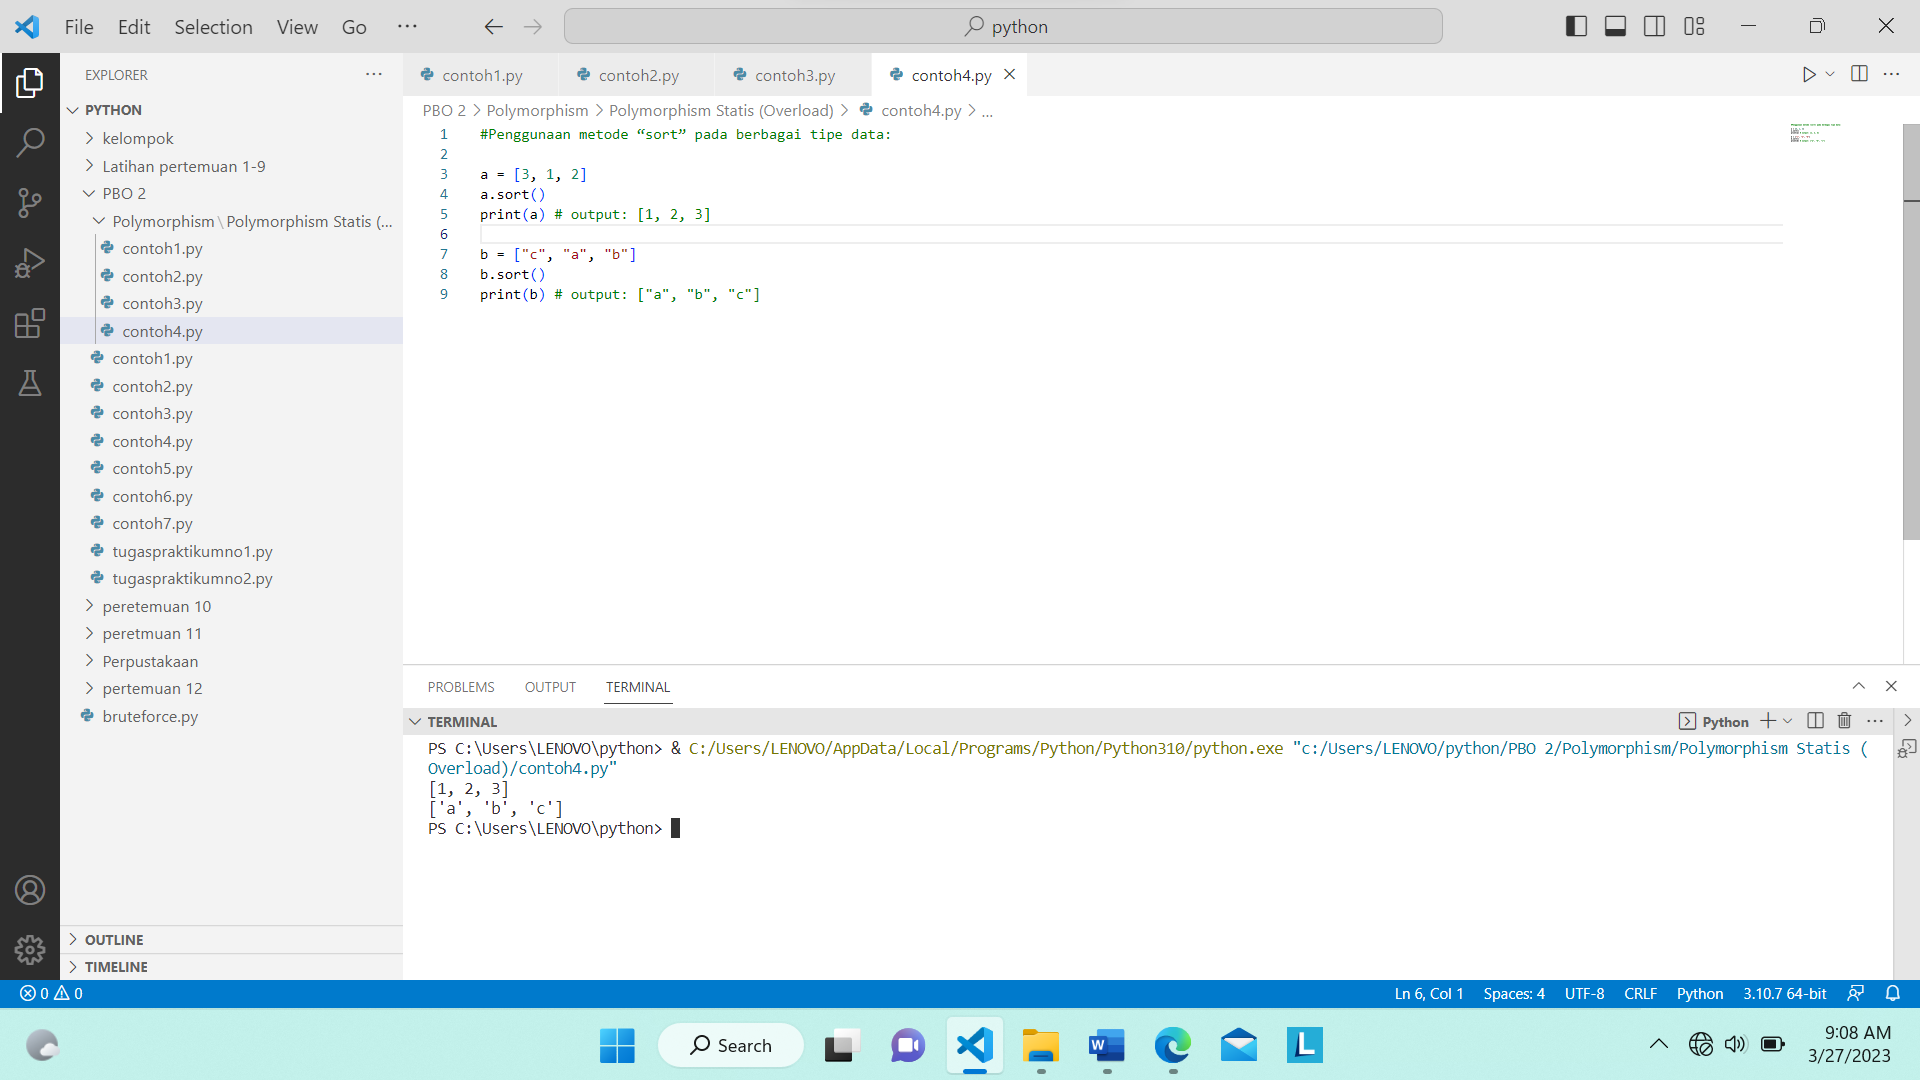 File Edit Selection View Go ···
python
EXPLORER
contoh1.py contoh2.py contoh3.py contoh4.py
PBO 2 > Polymorphism > Polymorphism Statis (Overload) > contoh4.py > ...
PYTHON
kelompok
Latihan pertemuan 1-9
PBO 2
Polymorphism \ Polymorphism Statis (...
contoh1.py
contoh2.py
contoh3.py
contoh4.py
contoh1.py
contoh2.py
contoh3.py
contoh4.py
contoh5.py
contoh6.py
contoh7.py
tugaspraktikumno1.py
tugaspraktikumno2.py
peretemuan 10
peretmuan 11
Perpustakaan
pertemuan 12
bruteforce.py
OUTLINE
TIMELINE
1 #Penggunaan metode “sort” pada berbagai tipe data:
2
3 a = [3, 1, 2]
4 a.sort()
5 print(a) # output: [1, 2, 3]
6
7 b = ["c", "a", "b"]
8 b.sort()
9 print(b) # output: ["a", "b", "c"]
PROBLEMS OUTPUT TERMINAL
TERMINAL
Python
PS C:\Users\LENOVO\python> & C:/Users/LENOVO/AppData/Local/Programs/Python/Python310/python.exe "c:/Users/LENOVO/python/PBO 2/Polymorphism/Polymorphism Statis (
Overload)/contoh4.py"
[1, 2, 3]
['a', 'b', 'c']
PS C:\Users\LENOVO\python>
0 0
Ln 6, Col 1 Spaces: 4 UTF-8 CRLF Python 3.10.7 64-bit
Search
9:08 AM
3/27/2023